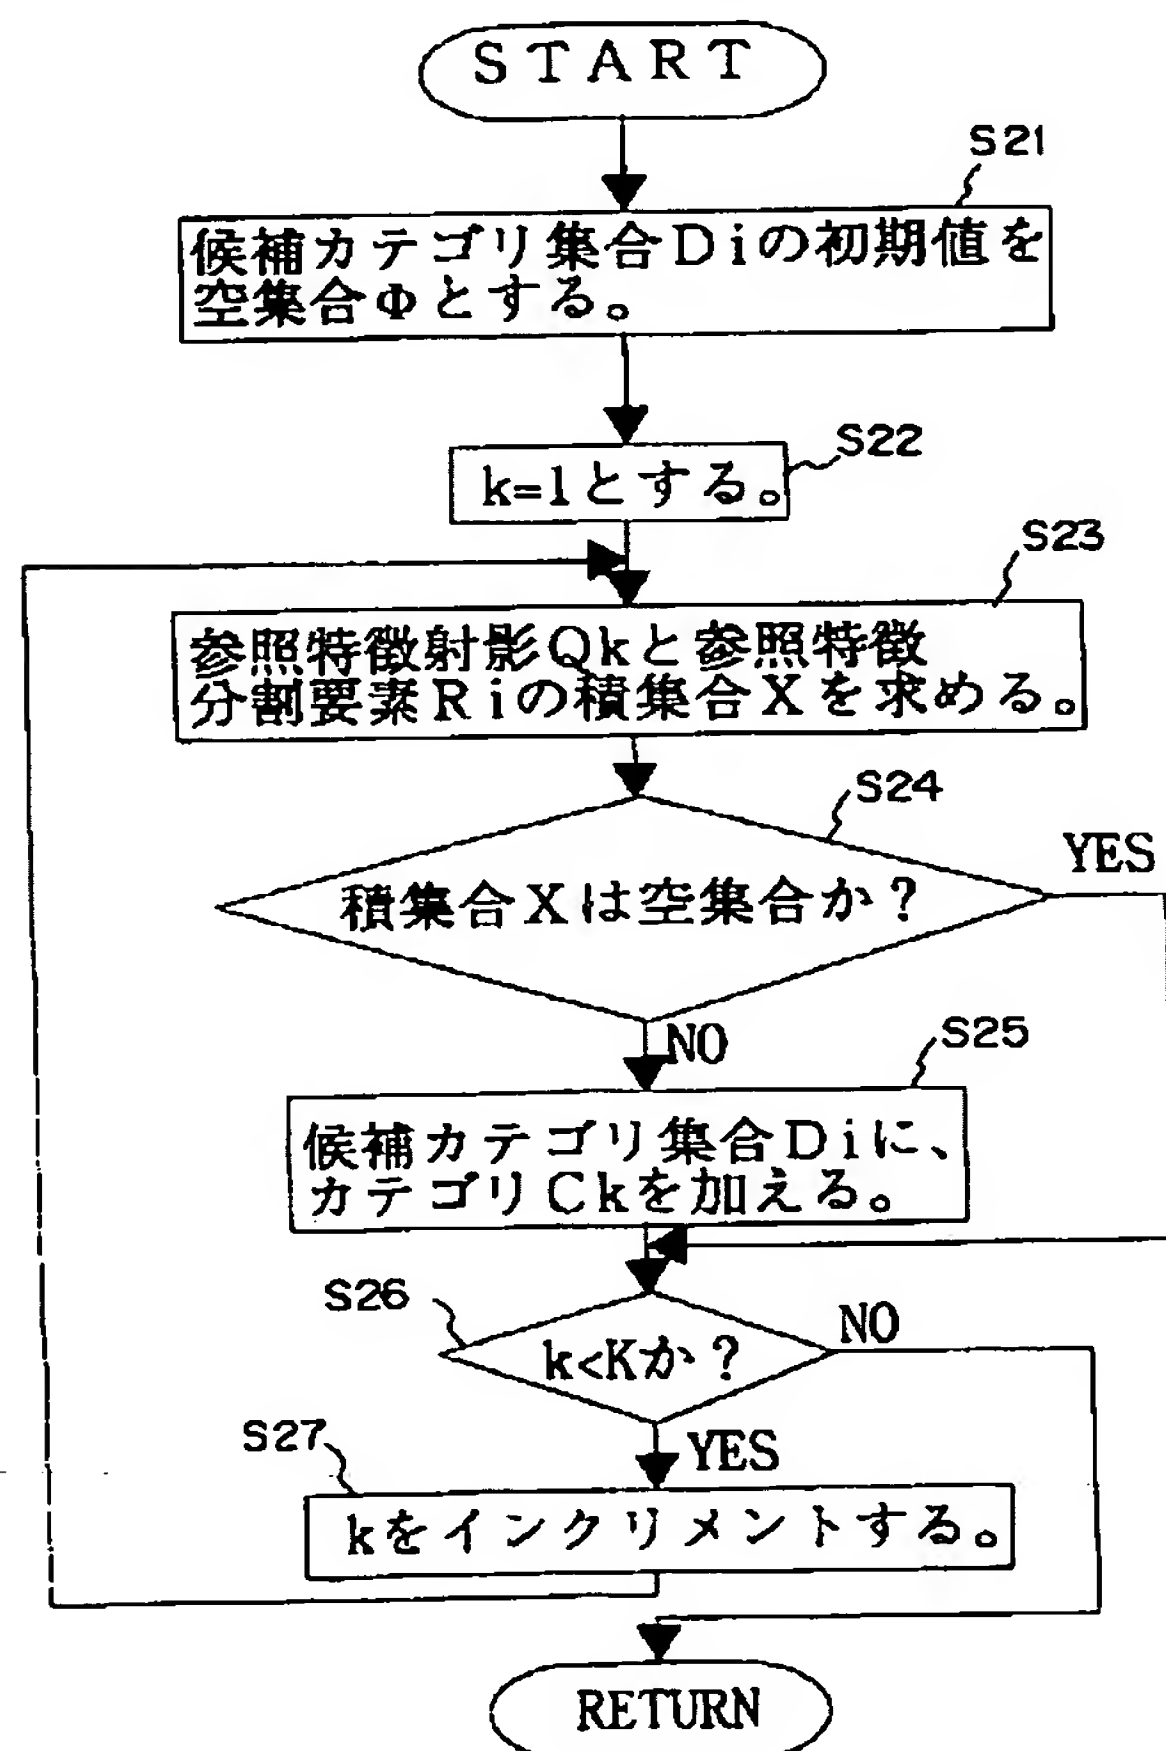 START
S21
候補カテゴリ集合Diの初期値を
空集合Φとする。
S22
k=1とする。
S23
参照特徴射影Qkと参照特徴
分割要素Riの積集合Xを求める。
S24
YES
積集合Xは空集合か？
NO
S25
候補カテゴリ集合Diに、
カテゴリCkを加える。
S26
NO
k<Kか？
S27
YES
kをインクリメントする。
RETURN